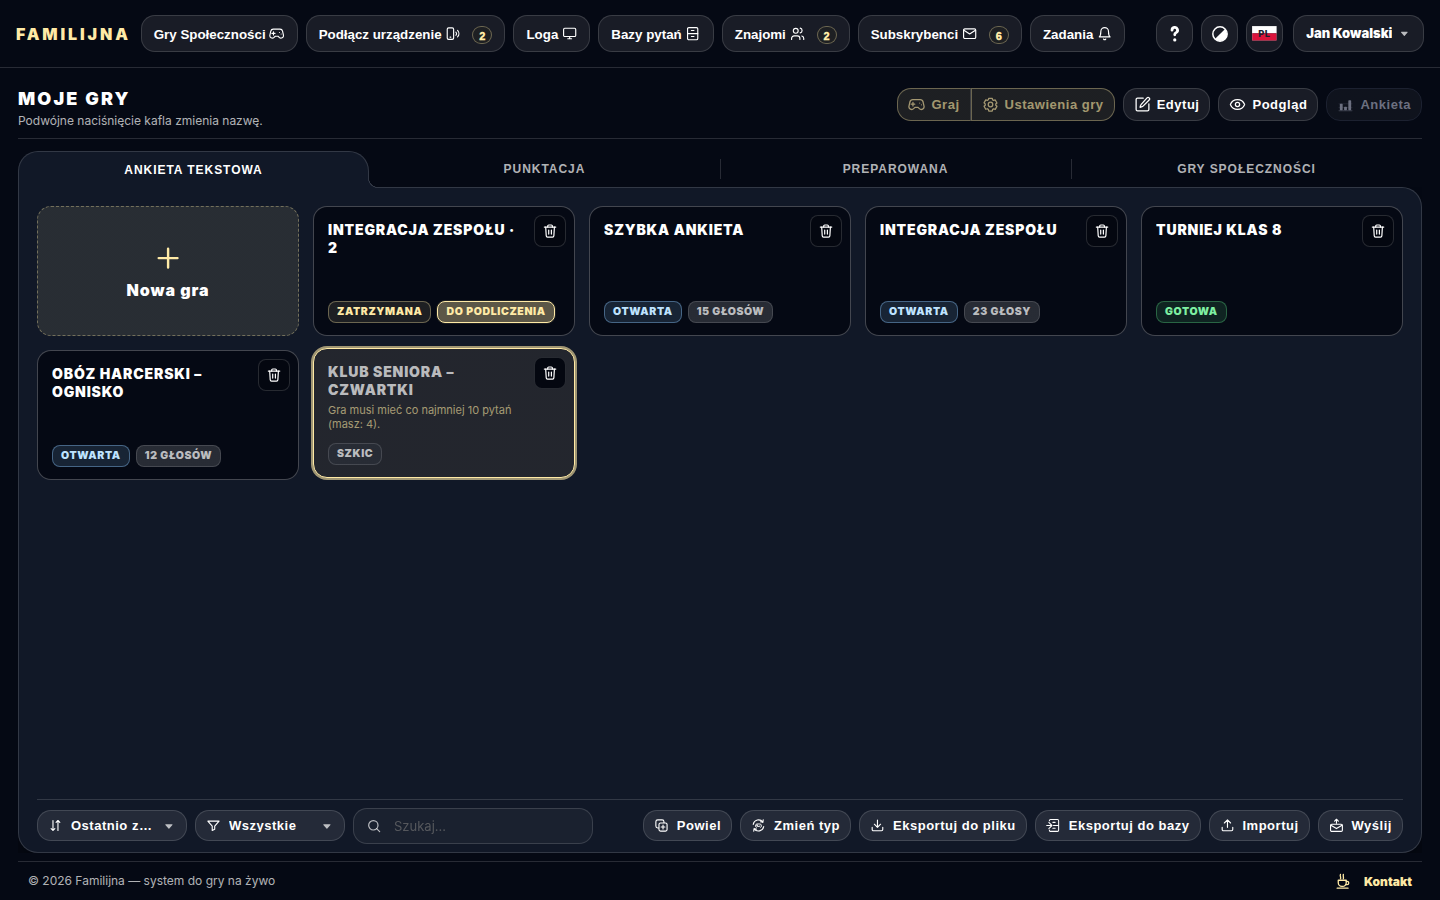 FAMILIJNA
Gry Społeczności
Podłącz urządzenie 2
Loga
Bazy pytań
Znajomi 2
Subskrybenci 6
Zadania
?
PL
Jan Kowalski
MOJE GRY
Podwójne naciśnięcie kafla zmienia nazwę.
Graj
Ustawienia gry
Edytuj
Podgląd
Ankieta
ANKIETA TEKSTOWA
PUNKTACJA
PREPAROWANA
GRY SPOŁECZNOŚCI
Nowa gra
INTEGRACJA ZESPOŁU ·
2
ZATRZYMANA
DO PODLICZENIA
SZYBKA ANKIETA
OTWARTA
15 GŁOSÓW
INTEGRACJA ZESPOŁU
OTWARTA
23 GŁOSY
TURNIEJ KLAS 8
GOTOWA
OBÓZ HARCERSKI –
OGNISKO
OTWARTA
12 GŁOSÓW
KLUB SENIORA –
CZWARTKI
Gra musi mieć co najmniej 10 pytań
(masz: 4).
SZKIC
Ostatnio z...
Wszystkie
Szukaj...
Powiel
Zmień typ
Eksportuj do pliku
Eksportuj do bazy
Importuj
Wyślij
© 2026 Familijna — system do gry na żywo
Kontakt